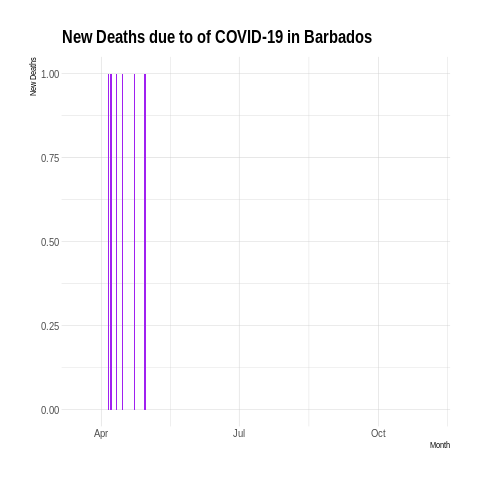 New Deaths due to of COVID-19 in Barbados
New Deaths
1.00
0.75
0.50
0.25
0.00
Apr Jul Oct
Month